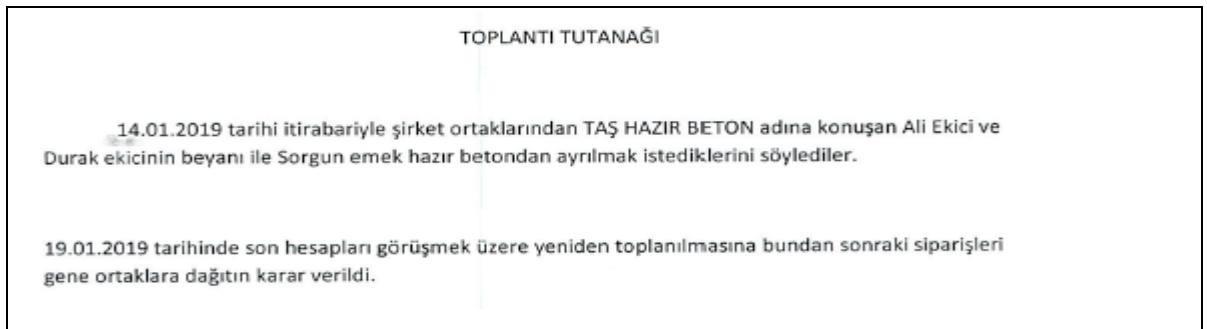 TOPLANTI TUTANAĞI
14.01.2019 tarihi itirabariyle şirket ortaklarından TAŞ HAZIR BETON adına konuşan Ali Ekici ve
Durak ekicinin beyanı ile Sorgun emek hazır betondan ayrılmak istediklerini söylediler.
19.01.2019 tarihinde son hesapları görüşmek üzere yeniden toplanılmasına bundan sonraki siparişleri
gene ortaklara dağıtın karar verildi.